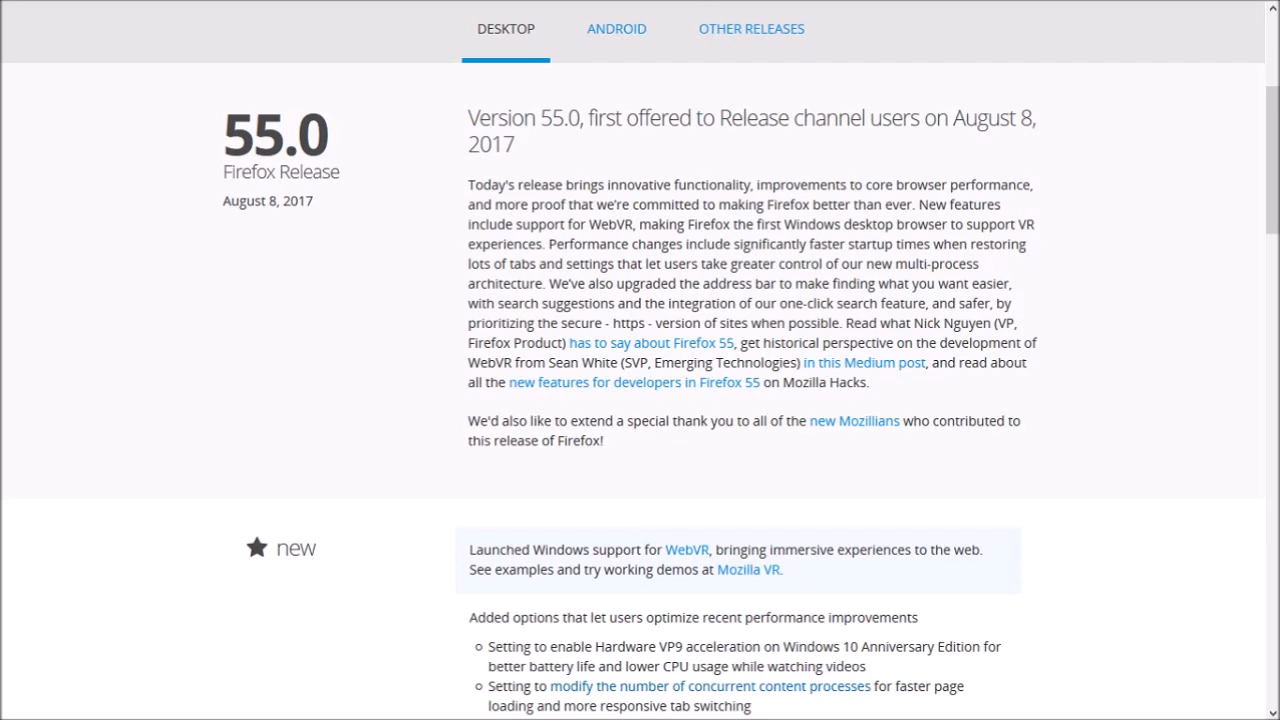 DESKTOP
ANDROID
OTHER RELEASES
55.0
Firefox Release
August 8, 2017
Version 55.0, first offered to Release channel users on August 8,
2017
Today's release brings innovative functionality, improvements to core browser performance,
and more proof that we're committed to making Firefox better than ever. New features
include support for WebVR, making Firefox the first Windows desktop browser to support VR
experiences. Performance changes include significantly faster startup times when restoring
lots of tabs and settings that let users take greater control of our new multi-process
architecture. We've also upgraded the address bar to make finding what you want easier,
with search suggestions and the integration of our one-click search feature, and safer, by
prioritizing the secure - https - version of sites when possible. Read what Nick Nguyen (VP,
Firefox Product) has to say about Firefox 55, get historical perspective on the development of
WebVR from Sean White (SVP, Emerging Technologies) in this Medium post, and read about
all the new features for developers in Firefox 55 on Mozilla Hacks.
We'd also like to extend a special thank you to all of the new Mozillians who contributed to
this release of Firefox!
new
Launched Windows support for WebVR, bringing immersive experiences to the web.
See examples and try working demos at Mozilla VR.
Added options that let users optimize recent performance improvements
Setting to enable Hardware VP9 acceleration on Windows 10 Anniversary Edition for
better battery life and lower CPU usage while watching videos
Setting to modify the number of concurrent content processes for faster page
loading and more responsive tab switching